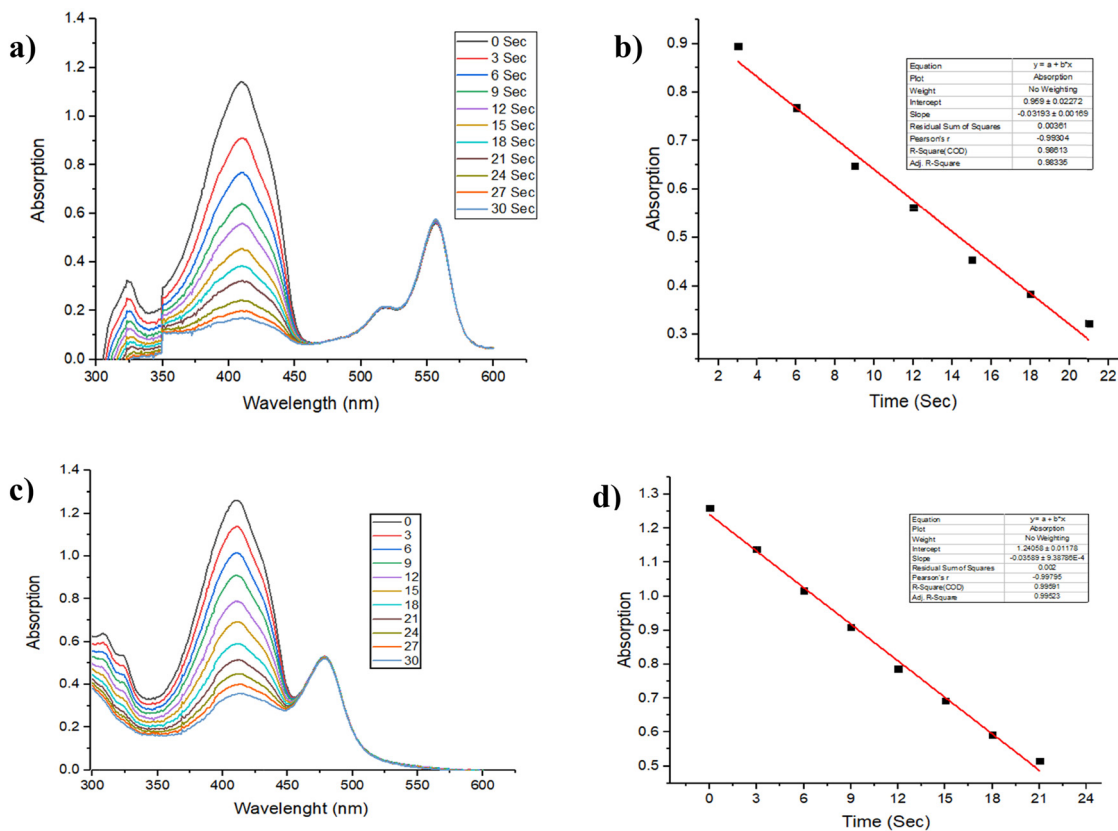 a)
1.4
1.2
1.0
0.8
0.6
0.4
0.2
0.0
Absorption
300 350 400 450 500 550 600
Wavelength (nm)
0 Sec
3 Sec
6 Sec
9 Sec
12 Sec
15 Sec
18 Sec
21 Sec
24 Sec
27 Sec
30 Sec
b)
0.9
0.8
0.7
0.6
0.5
0.4
0.3
Absorption
2 4 6 8 10 12 14 16 18 20 22
Time (Sec)
Equation y = a + b*x
Plot Absorption
Weight No Weighting
Intercept 0.959 ± 0.02272
Slope -0.03193 ± 0.00169
Residual Sum of Squares 0.00361
Pearson's r -0.99304
R-Square(COD) 0.98613
Adj. R-Square 0.98335
c)
1.4
1.2
1.0
0.8
0.6
0.4
0.2
0.0
Absorption
300 350 400 450 500 550 600
Wavelenght (nm)
0
3
6
9
12
15
18
21
24
27
30
d)
1.3
1.2
1.1
1.0
0.9
0.8
0.7
0.6
0.5
Absorption
0 3 6 9 12 15 18 21 24
Time (Sec)
Equation y= a + b*x
Plot Absorption
Weight No Weighting
Intercept 1.24058 ± 0.01178
Slope -0.03589 ± 9.38786E-4
Residual Sum of Squares 0.002
Pearson's r -0.99795
R-Square(COD) 0.99591
Adj. R-Square 0.99523